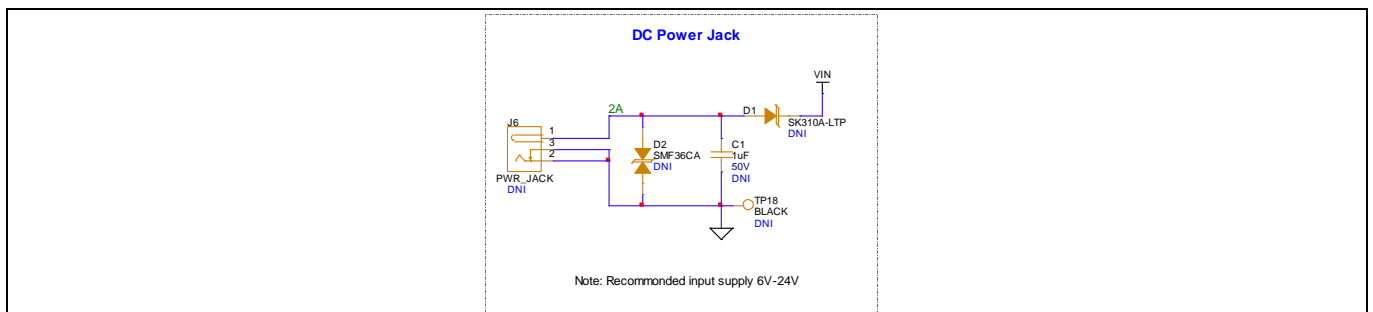 DC Power Jack
VIN
2A
D1
J6
SK310A-LTP
DNI
1
3
2
D2
SMF36CA
DNI
C1
1uF
50V
DNI
PWR_JACK
DNI
TP18
BLACK
DNI
Note: Recommonded input supply 6V-24V